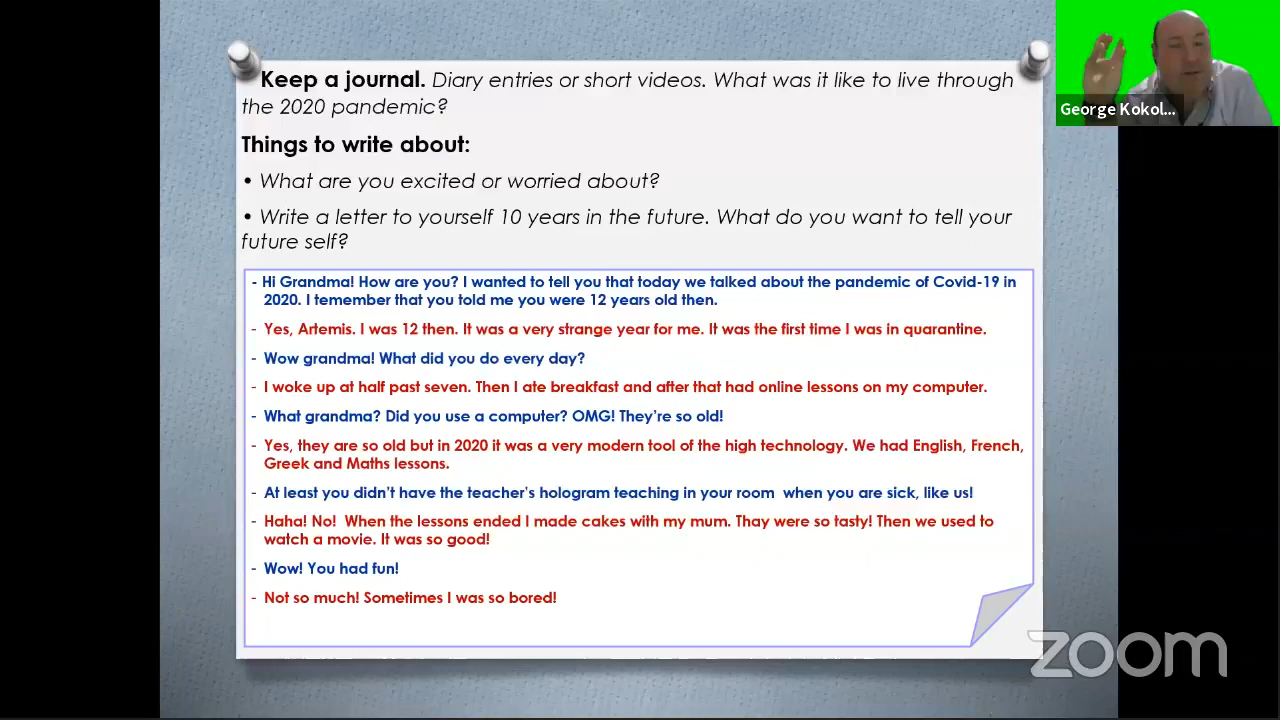 Keep a journal. Diary entries or short videos. What was it like to live through
the 2020 pandemic?
Things to write about:
• What are you excited or worried about?
• Write a letter to yourself 10 years in the future. What do you want to tell your
future self?
- Hi Grandma! How are you? I wanted to tell you that today we talked about the pandemic of Covid-19 in
2020. I temember that you told me you were 12 years old then.
- Yes, Artemis. I was 12 then. It was a very strange year for me. It was the first time I was in quarantine.
- Wow grandma! What did you do every day?
- I woke up at half past seven. Then I ate breakfast and after that had online lessons on my computer.
- What grandma? Did you use a computer? OMG! They're so old!
- Yes, they are so old but in 2020 it was a very modern tool of the high technology. We had English, French,
Greek and Maths lessons.
- At least you didn't have the teacher's hologram teaching in your room when you are sick, like us!
- Haha! No! When the lessons ended I made cakes with my mum. Thay were so tasty! Then we used to
watch a movie. It was so good!
- Wow! You had fun!
- Not so much! Sometimes I was so bored!
George Kokol...
zoom